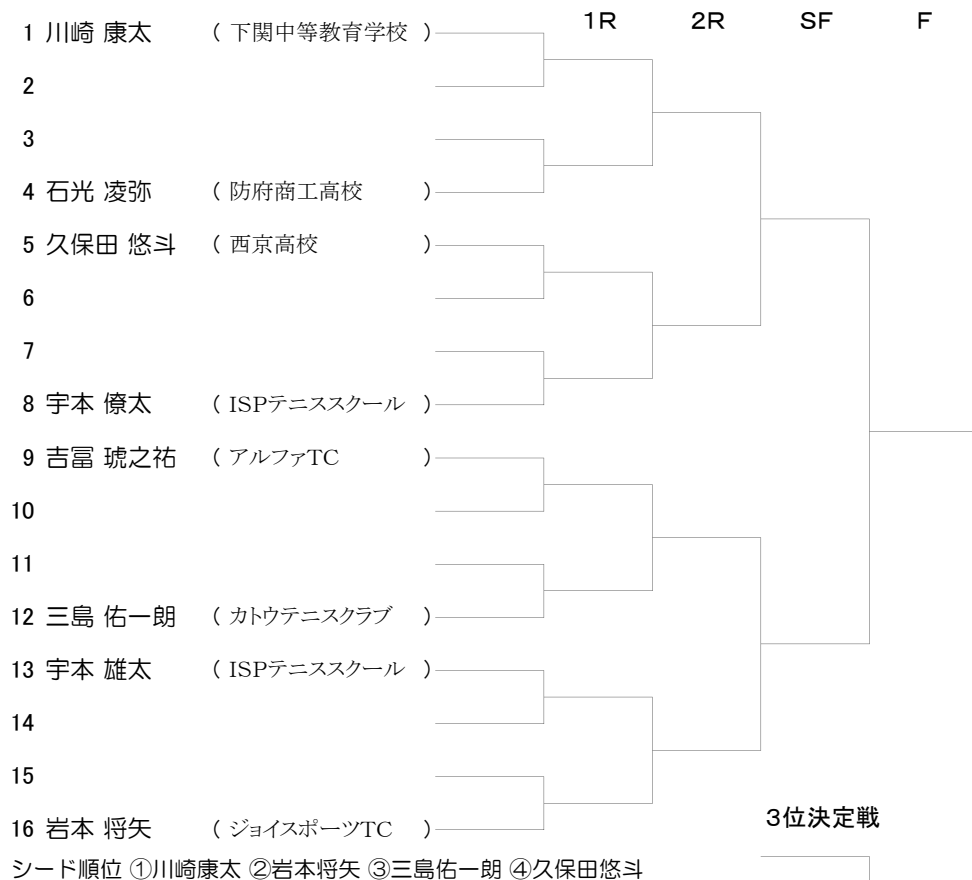 1R 2R SF F
1 川崎 康太 ( 下関中等教育学校 )
2
3
4 石光 凌弥 ( 防府商工高校 )
5 久保田 悠斗 ( 西京高校 )
6
7
8 宇本 僚太 ( ISPテニススクール )
9 吉冨 琥之祐 ( アルファTC )
10
11
12 三島 佑一朗 ( カトウテニスクラブ )
13 宇本 雄太 ( ISPテニススクール )
14
15
16 岩本 将矢 ( ジョイスポーツTC )
3位決定戦
シード順位 ①川崎康太 ②岩本将矢 ③三島佑一朗 ④久保田悠斗